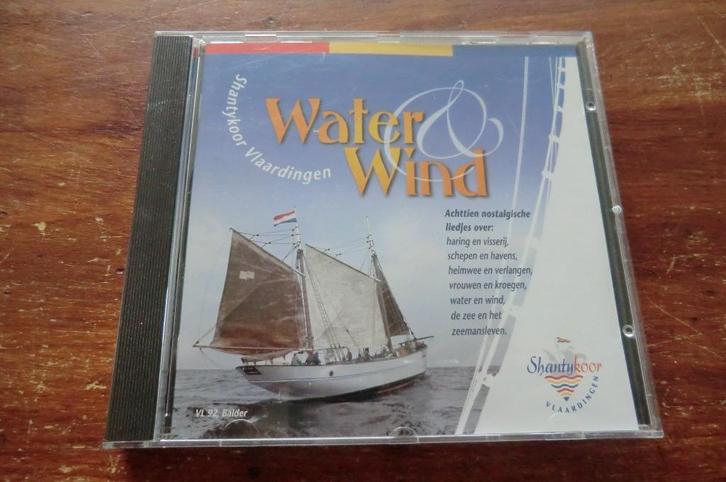 Shantykoor Vlaardingen
Water
&
Wind
Achttien nostalgische
liedjes over:
haring en visserij,
schepen en havens,
heimwee en verlangen,
vrouwen en kroegen,
water en wind,
de zee en het
zeemansleven.
Shantykoor
VLAARDINGEN
VL 92, Balder